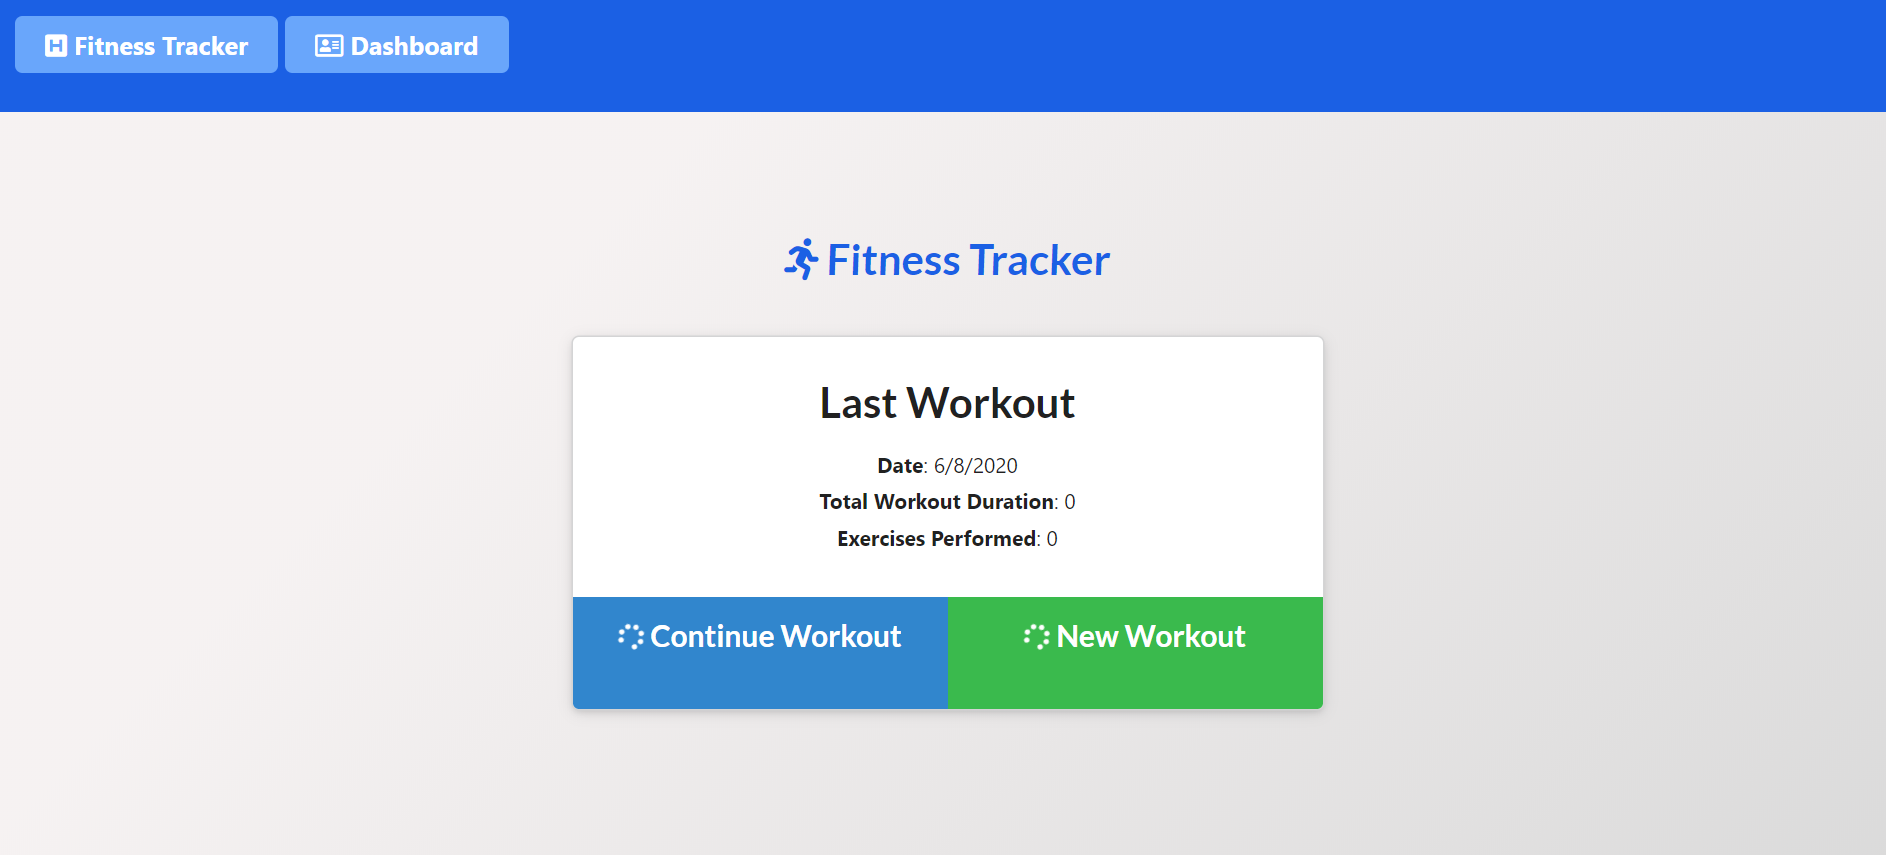 Fitness Tracker Dashboard
Fitness Tracker
Last Workout
Date: 6/8/2020
Total Workout Duration: 0
Exercises Performed: 0
Continue Workout New Workout